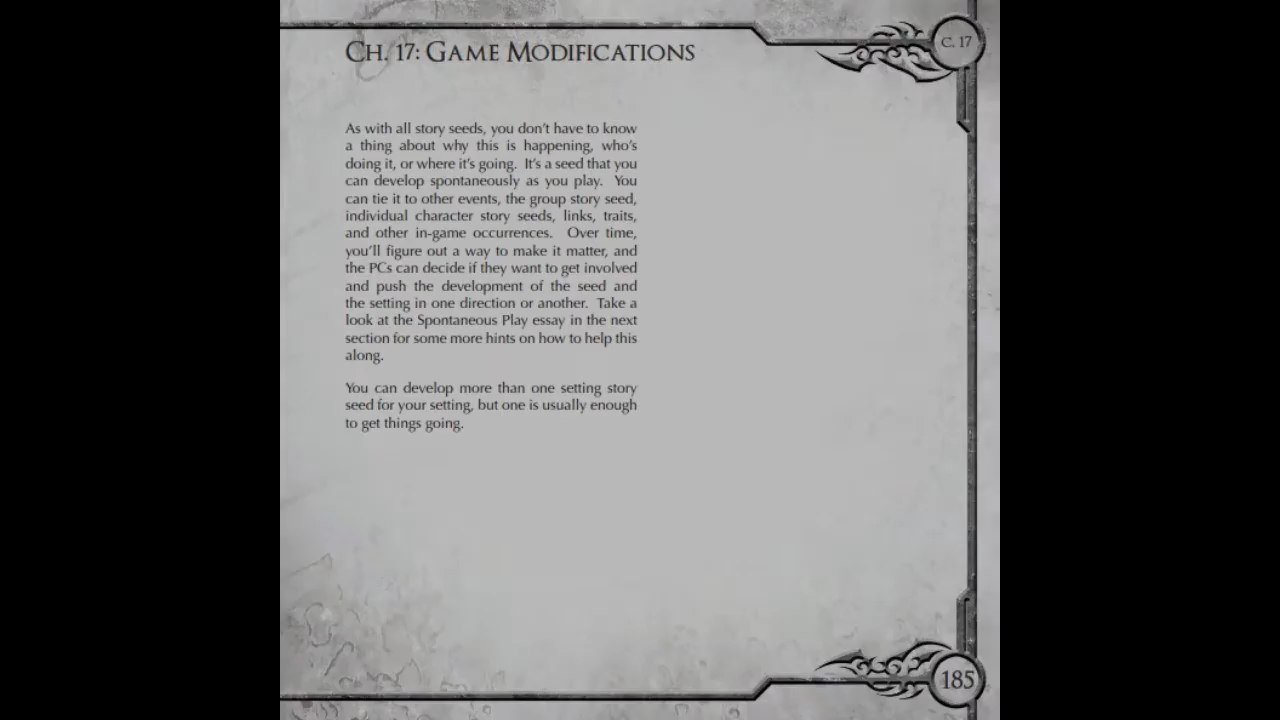 Ch. 17: Game Modifications
C. 17
As with all story seeds, you don't have to know
a thing about why this is happening, who's
doing it, or where it's going. It's a seed that you
can develop spontaneously as you play. You
can tie it to other events, the group story seed,
individual character story seeds, links, traits,
and other in-game occurrences. Over time,
you'll figure out a way to make it matter, and
the PCs can decide if they want to get involved
and push the development of the seed and
the setting in one direction or another. Take a
look at the Spontaneous Play essay in the next
section for some more hints on how to help this
along.
You can develop more than one setting story
seed for your setting, but one is usually enough
to get things going.
185